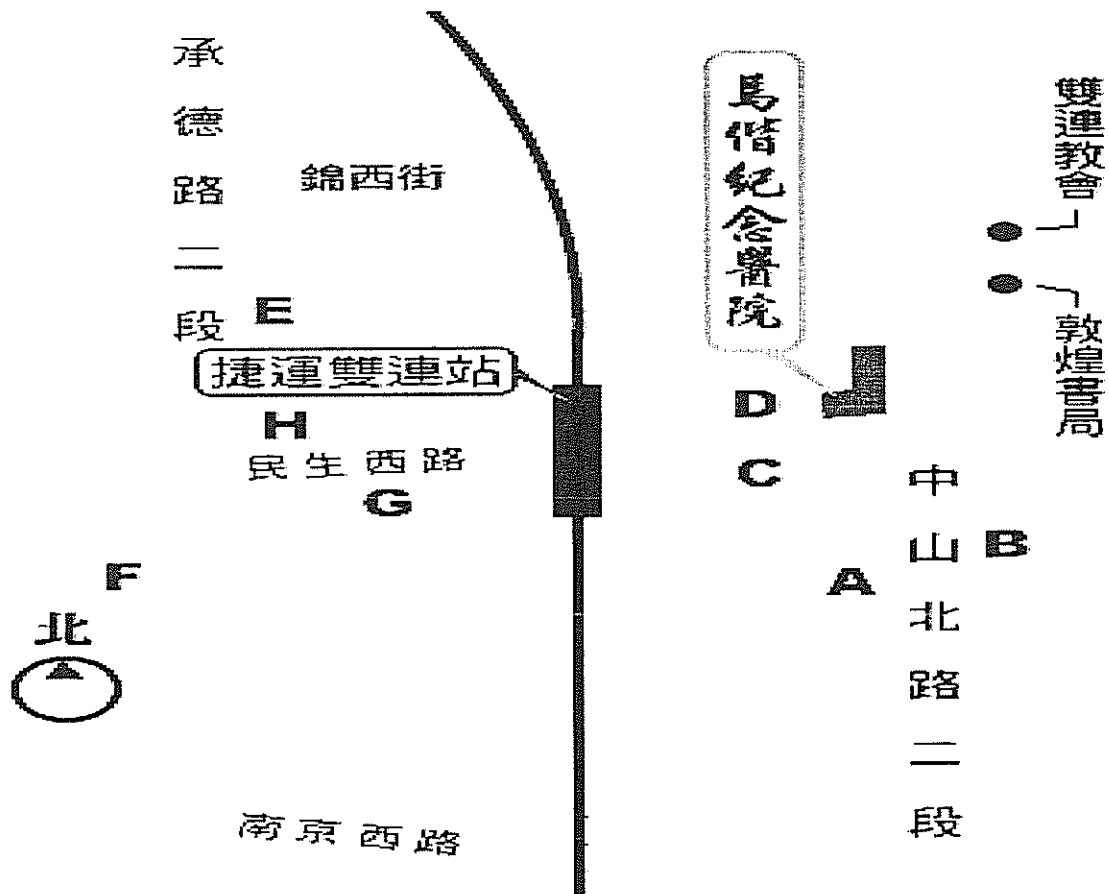 承德路二段
錦西街
馬偕紀念醫院
雙連教會
敦煌書局
E
捷運雙連站
H
民生西路
G
D
C
中山北路二段
B
A
F
北
南京西路